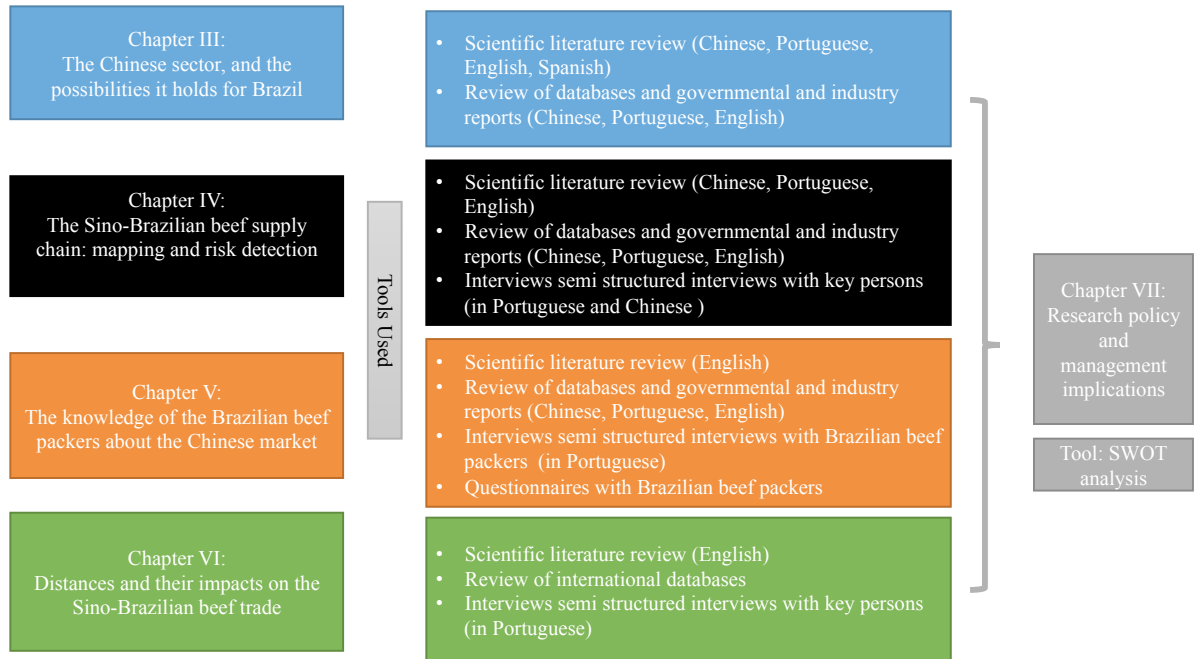 Chapter III:
The Chinese sector, and the
possibilities it holds for Brazil
• Scientific literature review (Chinese, Portuguese,
English, Spanish)
• Review of databases and governmental and industry
reports (Chinese, Portuguese, English)
Chapter IV:
The Sino-Brazilian beef supply
chain: mapping and risk detection
• Scientific literature review (Chinese, Portuguese,
English)
• Review of databases and governmental and industry
reports (Chinese, Portuguese, English)
• Interviews semi structured interviews with key persons
(in Portuguese and Chinese )
Tools Used
Chapter V:
The knowledge of the Brazilian beef
packers about the Chinese market
• Scientific literature review (English)
• Review of databases and governmental and industry
reports (Chinese, Portuguese, English)
• Interviews semi structured interviews with Brazilian beef
packers (in Portuguese)
• Questionnaires with Brazilian beef packers
Chapter VI:
Distances and their impacts on the
Sino-Brazilian beef trade
• Scientific literature review (English)
• Review of international databases
• Interviews semi structured interviews with key persons
(in Portuguese)
Chapter VII:
Research policy
and
management
implications
Tool: SWOT
analysis